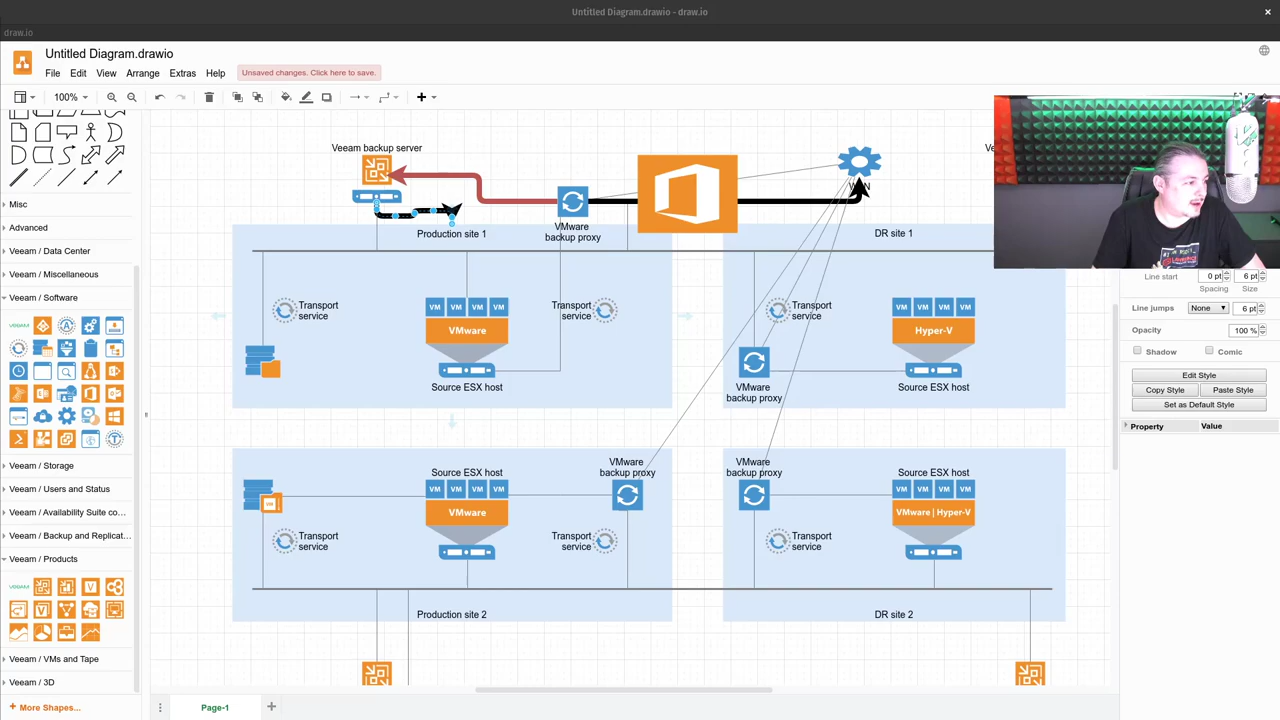 Untitled Diagram.drawio - draw.io
draw.io
Untitled Diagram.drawio
File Edit View Arrange Extras Help Unsaved changes. Click here to save.
100%
Misc
Advanced
Veeam / Data Center
Veeam / Miscellaneous
Veeam / Software
Veeam / Storage
Veeam / Users and Status
Veeam / Availability Suite co...
Veeam / Backup and Replicat...
Veeam / Products
Veeam / VMs and Tape
Veeam / 3D
+ More Shapes...
Veeam backup server
VMware
backup proxy
Production site 1
DR site 1
Transport
service
VM VM VM VM
VMware
Source ESX host
Transport
service
Transport
service
VM VM VM VM
Hyper-V
Source ESX host
VMware
backup proxy
Source ESX host
VM VM VM VM
VMware
VMware
backup proxy
VMware
backup proxy
Source ESX host
VM VM VM VM
VMware | Hyper-V
Transport
service
Transport
service
Transport
service
Production site 2
DR site 2
Page-1
Line start 0 pt 6 pt
Spacing Size
Line jumps None 6 pt
Opacity 100 %
Shadow Comic
Edit Style
Copy Style Paste Style
Set as Default Style
Property Value